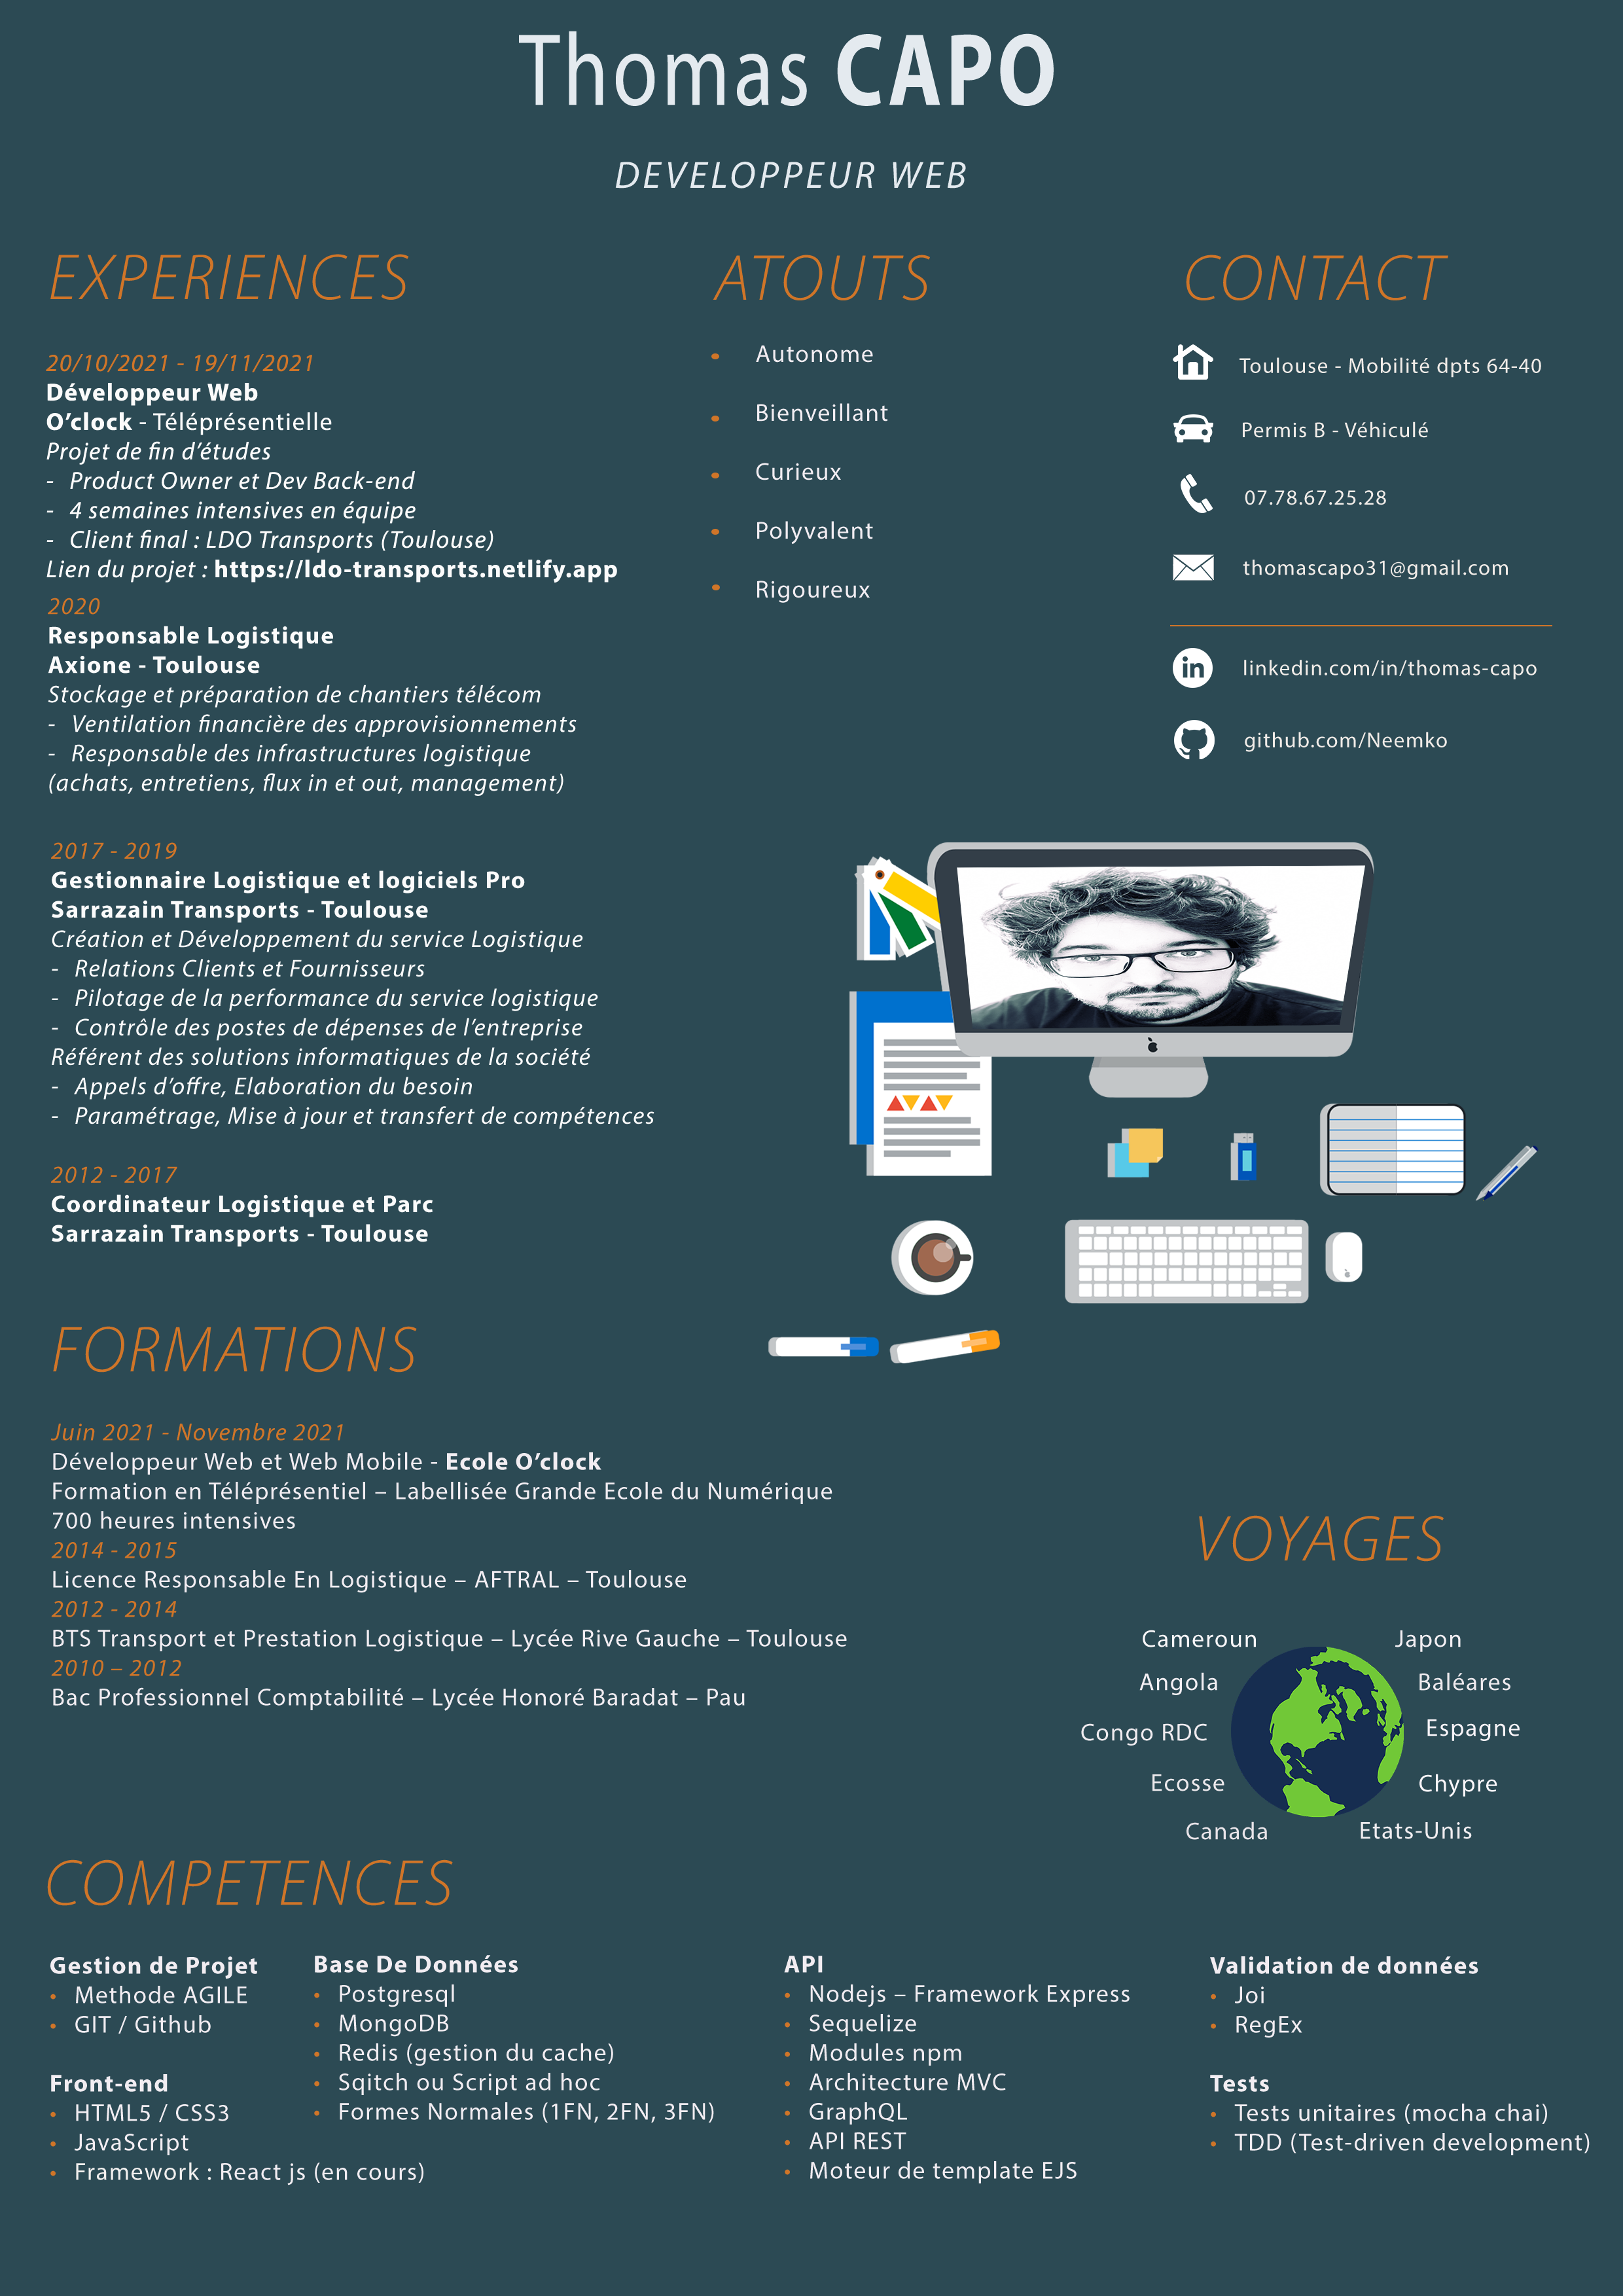 Thomas CAPO
DEVELOPPEUR WEB
EXPERIENCES
20/10/2021 - 19/11/2021
Développeur Web
O’clock - Téléprésentielle
Projet de fin d’études
- Product Owner et Dev Back-end
- 4 semaines intensives en équipe
- Client final : LDO Transports (Toulouse)
Lien du projet : https://ldo-transports.netlify.app
2020
Responsable Logistique
Axione - Toulouse
Stockage et préparation de chantiers télécom
- Ventilation financière des approvisionnements
- Responsable des infrastructures logistique
(achats, entretiens, flux in et out, management)
2017 - 2019
Gestionnaire Logistique et logiciels Pro
Sarrazain Transports - Toulouse
Création et Développement du service Logistique
- Relations Clients et Fournisseurs
- Pilotage de la performance du service logistique
- Contrôle des postes de dépenses de l’entreprise
Référent des solutions informatiques de la société
- Appels d’offre, Elaboration du besoin
- Paramétrage, Mise à jour et transfert de compétences
2012 - 2017
Coordinateur Logistique et Parc
Sarrazain Transports - Toulouse
ATOUTS
• Autonome
• Bienveillant
• Curieux
• Polyvalent
• Rigoureux
CONTACT
Toulouse - Mobilité dpts 64-40
Permis B - Véhiculé
07.78.67.25.28
thomascapo31@gmail.com
linkedin.com/in/thomas-capo
github.com/Neemko
FORMATIONS
Juin 2021 - Novembre 2021
Développeur Web et Web Mobile - Ecole O’clock
Formation en Téléprésentiel – Labellisée Grande Ecole du Numérique
700 heures intensives
2014 - 2015
Licence Responsable En Logistique – AFTRAL – Toulouse
2012 - 2014
BTS Transport et Prestation Logistique – Lycée Rive Gauche – Toulouse
2010 – 2012
Bac Professionnel Comptabilité – Lycée Honoré Baradat – Pau
VOYAGES
Cameroun
Angola
Congo RDC
Ecosse
Canada
Japon
Baléares
Espagne
Chypre
Etats-Unis
COMPETENCES
Gestion de Projet
• Methode AGILE
• GIT / Github
Front-end
• HTML5 / CSS3
• JavaScript
• Framework : React js (en cours)
Base De Données
• Postgresql
• MongoDB
• Redis (gestion du cache)
• Sqitch ou Script ad hoc
• Formes Normales (1FN, 2FN, 3FN)
API
• Nodejs – Framework Express
• Sequelize
• Modules npm
• Architecture MVC
• GraphQL
• API REST
• Moteur de template EJS
Validation de données
• Joi
• RegEx
Tests
• Tests unitaires (mocha chai)
• TDD (Test-driven development)